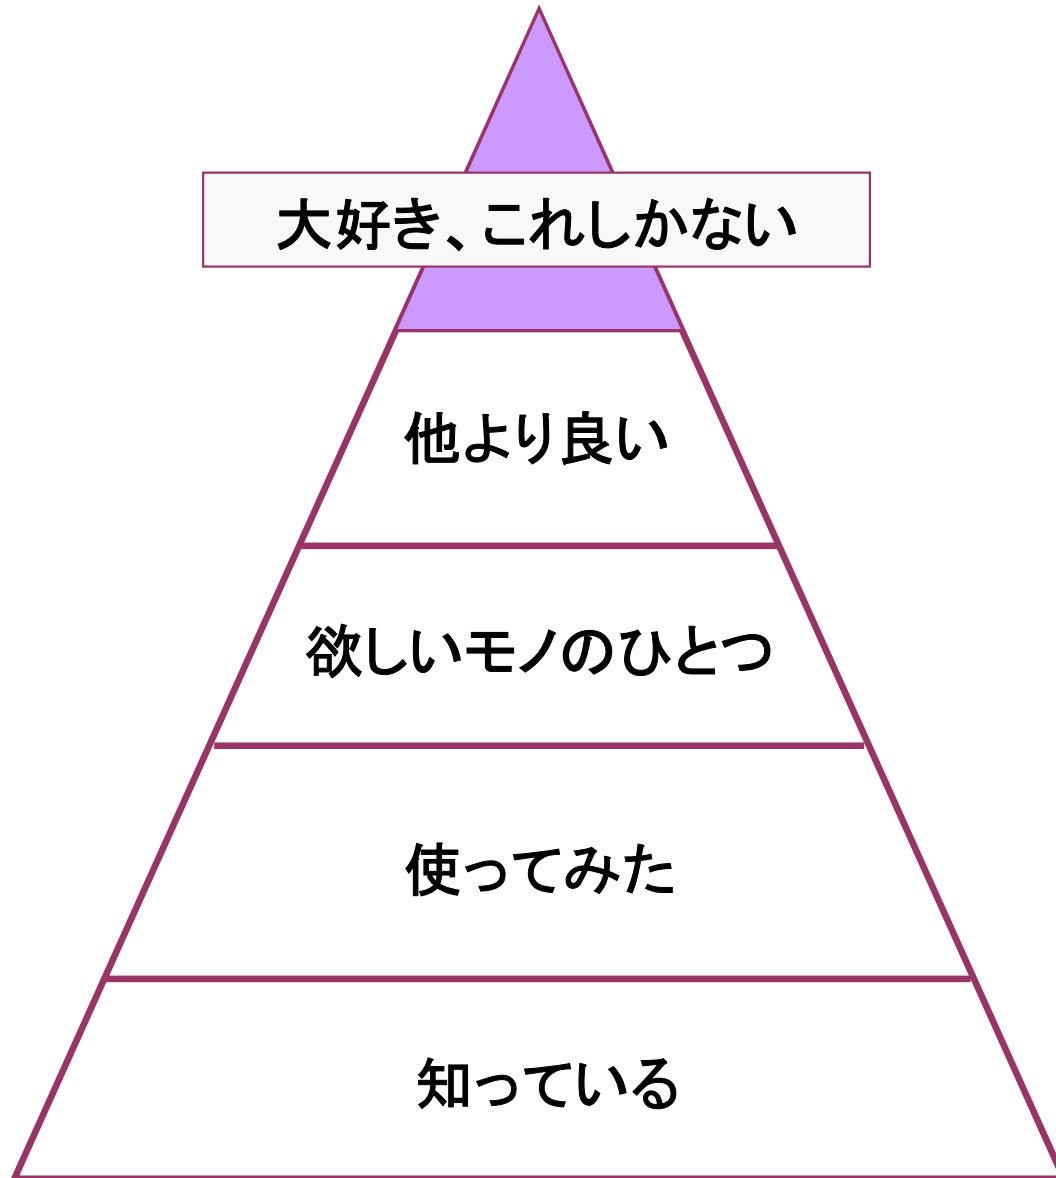 大好き、これしかない
他より良い
欲しいモノのひとつ
使ってみた
知っている